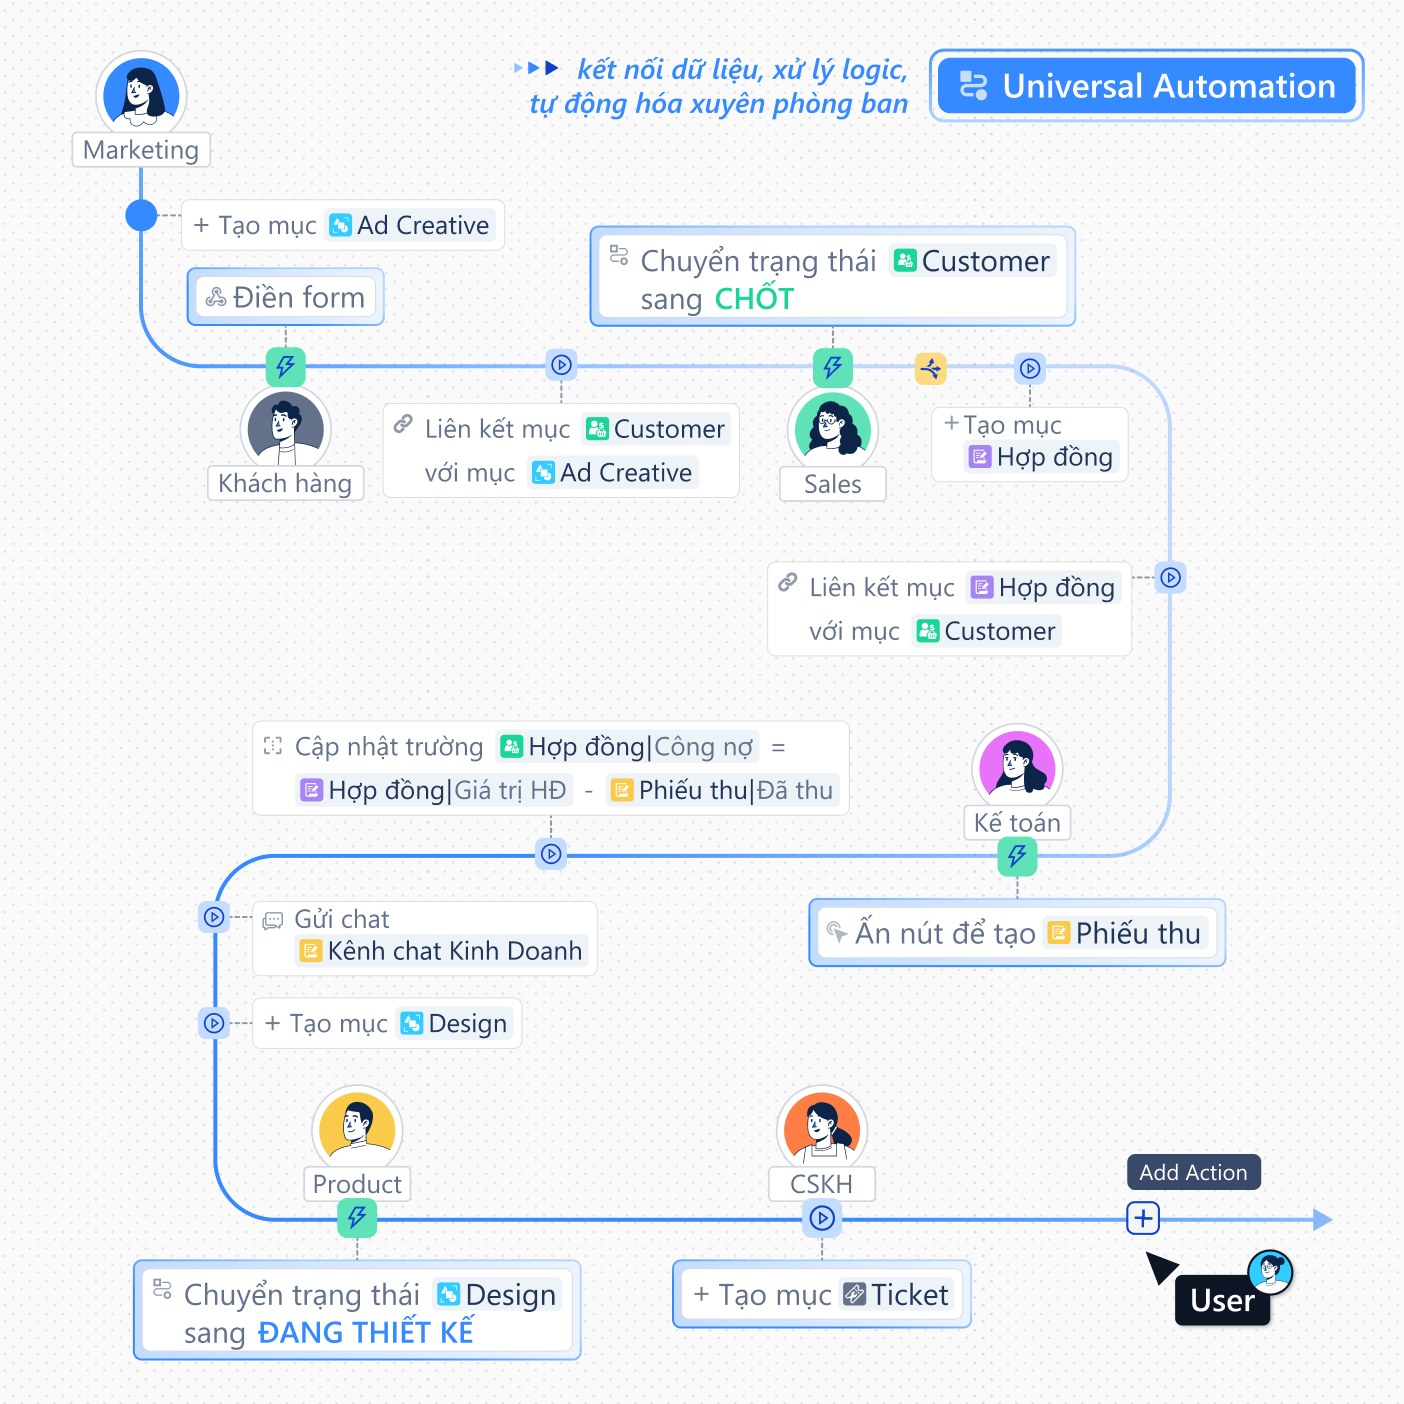 kết nối dữ liệu, xử lý logic,
tự động hóa xuyên phòng ban
Universal Automation
Marketing
+ Tạo mục Ad Creative
Điền form
Chuyển trạng thái Customer
sang CHỐT
Khách hàng
Liên kết mục Customer
với mục Ad Creative
Sales
+ Tạo mục
Hợp đồng
Liên kết mục Hợp đồng
với mục Customer
Cập nhật trường Hợp đồng|Công nợ =
Hợp đồng|Giá trị HĐ - Phiếu thu|Đã thu
Kế toán
Gửi chat
Kênh chat Kinh Doanh
Ấn nút để tạo Phiếu thu
+ Tạo mục Design
Product
CSKH
Add Action
Chuyển trạng thái Design
sang ĐANG THIẾT KẾ
+ Tạo mục Ticket
User